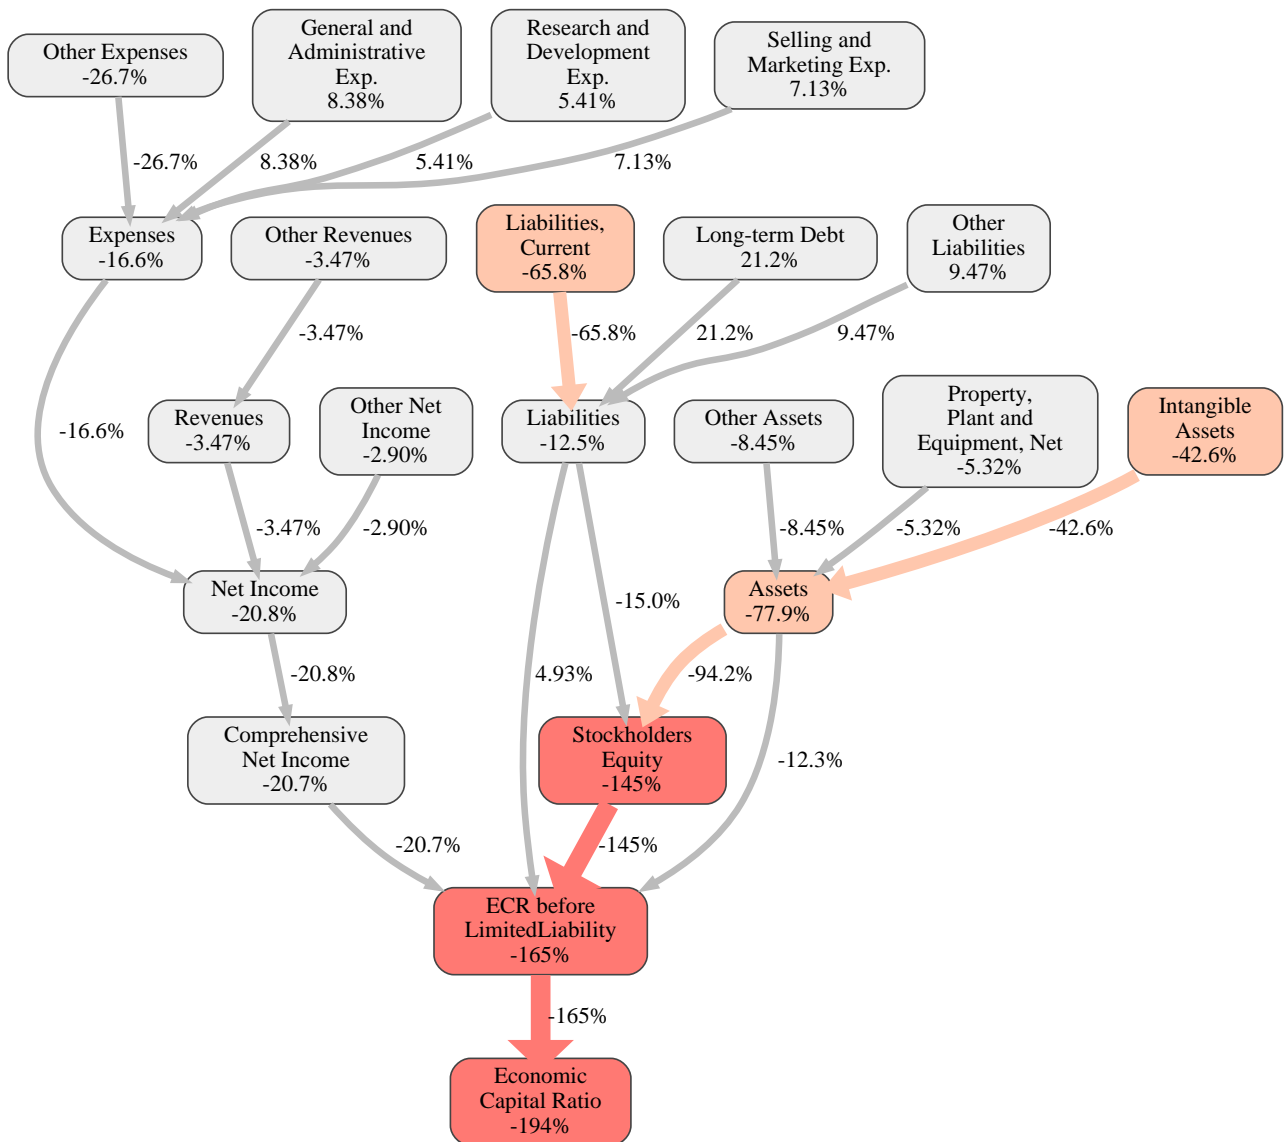 Other Expenses
-26.7%
General and
Administrative
Exp.
8.38%
Research and
Development
Exp.
5.41%
Selling and
Marketing Exp.
7.13%
-26.7%
8.38%
5.41%
7.13%
Expenses
-16.6%
Other Revenues
-3.47%
Liabilities,
Current
-65.8%
Long-term Debt
21.2%
Other
Liabilities
9.47%
-3.47%
-65.8%
21.2%
9.47%
-16.6%
Revenues
-3.47%
Other Net
Income
-2.90%
Liabilities
-12.5%
Other Assets
-8.45%
Property,
Plant and
Equipment, Net
-5.32%
Intangible
Assets
-42.6%
-3.47%
-2.90%
-8.45%
-5.32%
-42.6%
Net Income
-20.8%
-15.0%
Assets
-77.9%
-20.8%
4.93%
-94.2%
Comprehensive
Net Income
-20.7%
Stockholders
Equity
-145%
-12.3%
-20.7%
-145%
ECR before
LimitedLiability
-165%
-165%
Economic
Capital Ratio
-194%